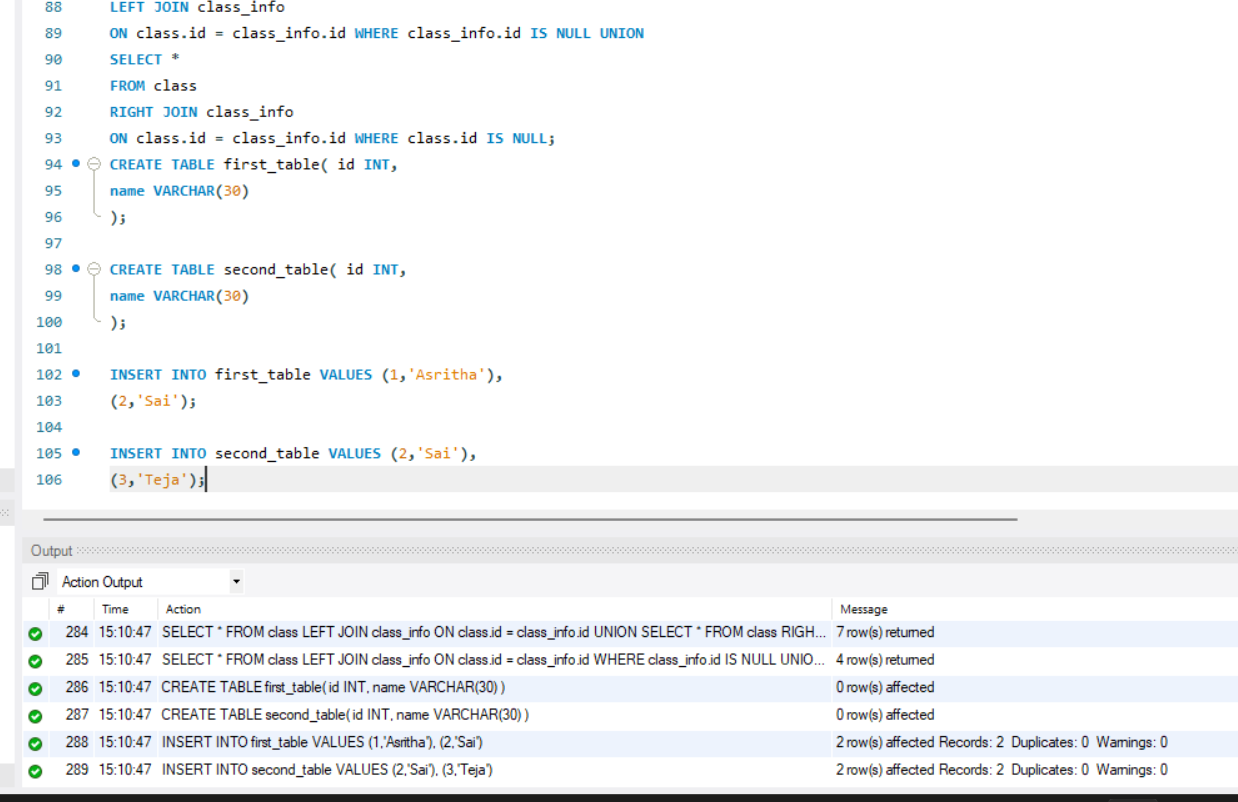 88 LEFT JOIN class_info
89 ON class.id = class_info.id WHERE class_info.id IS NULL UNION
90 SELECT *
91 FROM class
92 RIGHT JOIN class_info
93 ON class.id = class_info.id WHERE class.id IS NULL;
94 CREATE TABLE first_table( id INT,
95 name VARCHAR(30)
96 );
97
98 CREATE TABLE second_table( id INT,
99 name VARCHAR(30)
100 );
101
102 INSERT INTO first_table VALUES (1,'Asritha'),
103 (2,'Sai');
104
105 INSERT INTO second_table VALUES (2,'Sai'),
106 (3,'Teja');
Output
Action Output
# Time Action Message
284 15:10:47 SELECT * FROM class LEFT JOIN class_info ON class.id = class_info.id UNION SELECT * FROM class RIGH... 7 row(s) returned
285 15:10:47 SELECT * FROM class LEFT JOIN class_info ON class.id = class_info.id WHERE class_info.id IS NULL UNIO... 4 row(s) returned
286 15:10:47 CREATE TABLE first_table( id INT, name VARCHAR(30) ) 0 row(s) affected
287 15:10:47 CREATE TABLE second_table( id INT, name VARCHAR(30) ) 0 row(s) affected
288 15:10:47 INSERT INTO first_table VALUES (1,'Asritha'), (2,'Sai') 2 row(s) affected Records: 2 Duplicates: 0 Warnings: 0
289 15:10:47 INSERT INTO second_table VALUES (2,'Sai'), (3,'Teja') 2 row(s) affected Records: 2 Duplicates: 0 Warnings: 0